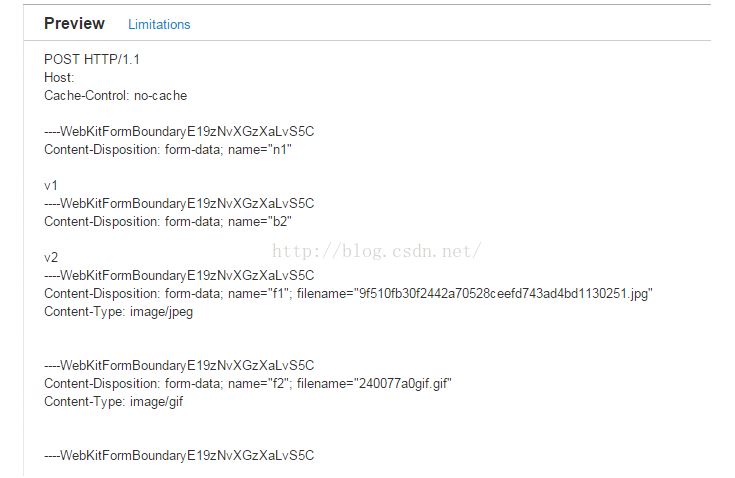 Preview Limitations
POST HTTP/1.1
Host:
Cache-Control: no-cache
----WebKitFormBoundaryE19zNvXGzXaLvS5C
Content-Disposition: form-data; name="n1"
v1
----WebKitFormBoundaryE19zNvXGzXaLvS5C
Content-Disposition: form-data; name="b2"
http://blog.csdn.net/
v2
----WebKitFormBoundaryE19zNvXGzXaLvS5C
Content-Disposition: form-data; name="f1"; filename="9f510fb30f2442a70528ceefd743ad4bd1130251.jpg"
Content-Type: image/jpeg
----WebKitFormBoundaryE19zNvXGzXaLvS5C
Content-Disposition: form-data; name="f2"; filename="240077a0gif.gif"
Content-Type: image/gif
----WebKitFormBoundaryE19zNvXGzXaLvS5C